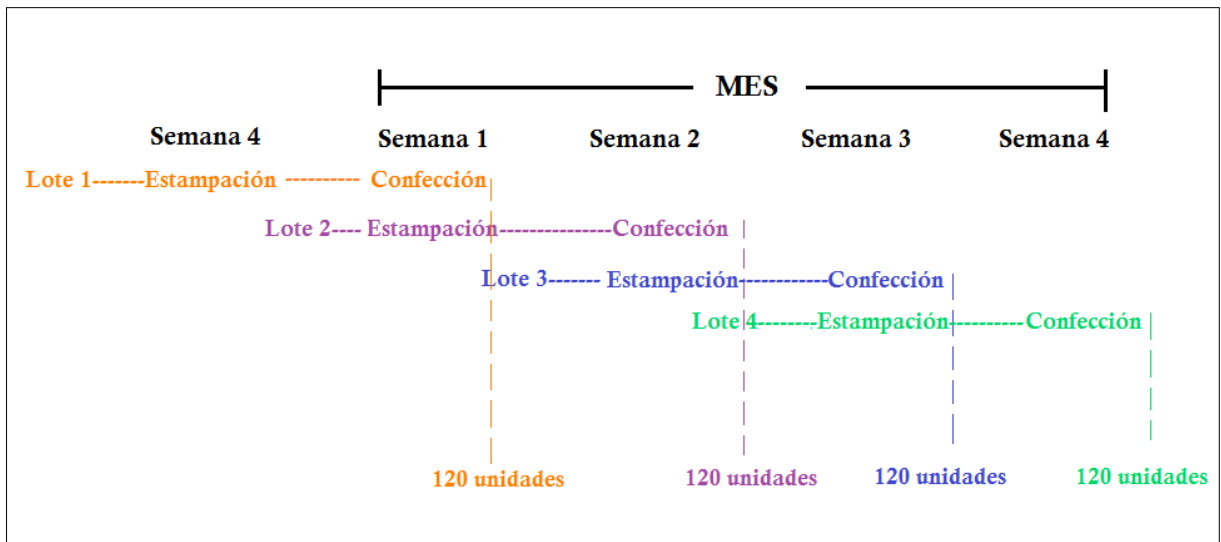 MES
Semana 4 Semana 1 Semana 2 Semana 3 Semana 4
Lote 1-------Estampación ---------- Confección
Lote 2---- Estampación---------------Confección
Lote 3------- Estampación------------Confección
Lote 4--------Estampación----------Confección
120 unidades 120 unidades 120 unidades 120 unidades